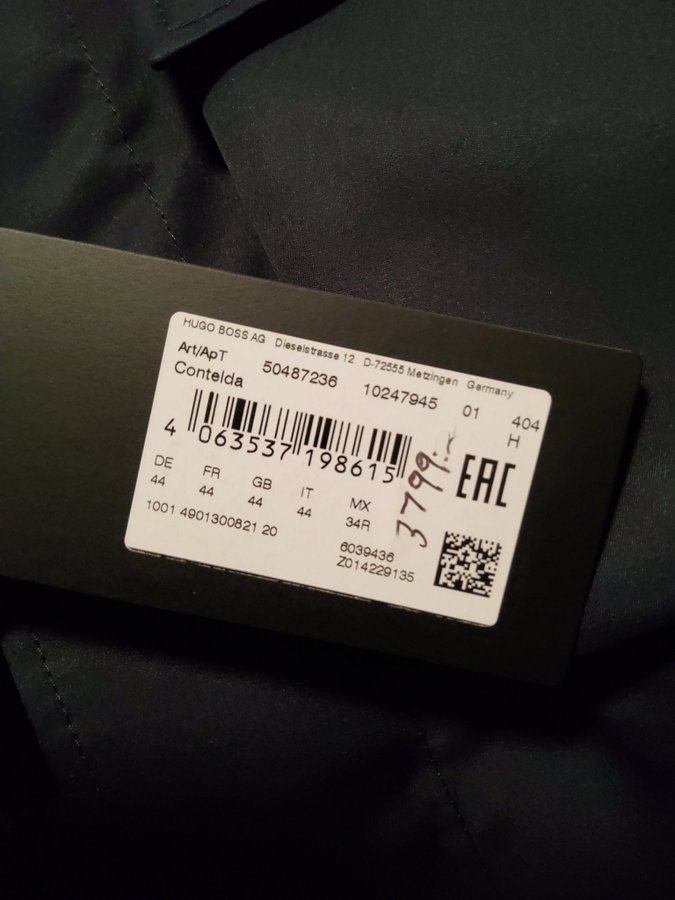 HUGO BOSS AG Dieselstrasse 12 D-72555 Metzingen Germany
Art/ApT 50487236 10247945 01 404
Contelda H
4 063537 198615
EAC
3799.-
DE FR GB IT MX
44 44 44 44 34R
1001 4901300821 20
6039436
Z014229135